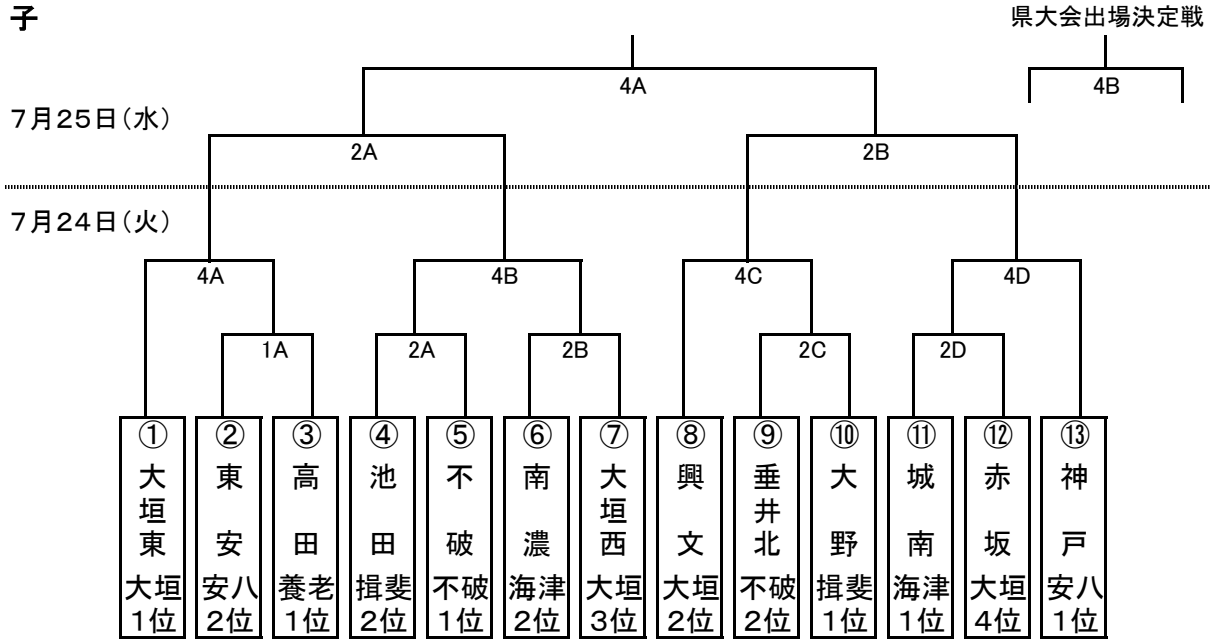 子
県大会出場決定戦
4A
4B
7月25日(水)
2A
2B
7月24日(火)
4A
4B
4C
4D
1A
2A
2B
2C
2D
① ② ③ ④ ⑤ ⑥ ⑦ ⑧ ⑨ ⑩ ⑪ ⑫ ⑬
大垣東 東安 高田 池田 不破 南濃 大垣西 興文 垂井北 大野 城南 赤坂 神戸
大垣 安八 養老 揖斐 不破 海津 大垣 大垣 不破 揖斐 海津 大垣 安八
1位 2位 1位 2位 1位 2位 3位 2位 2位 1位 1位 4位 1位